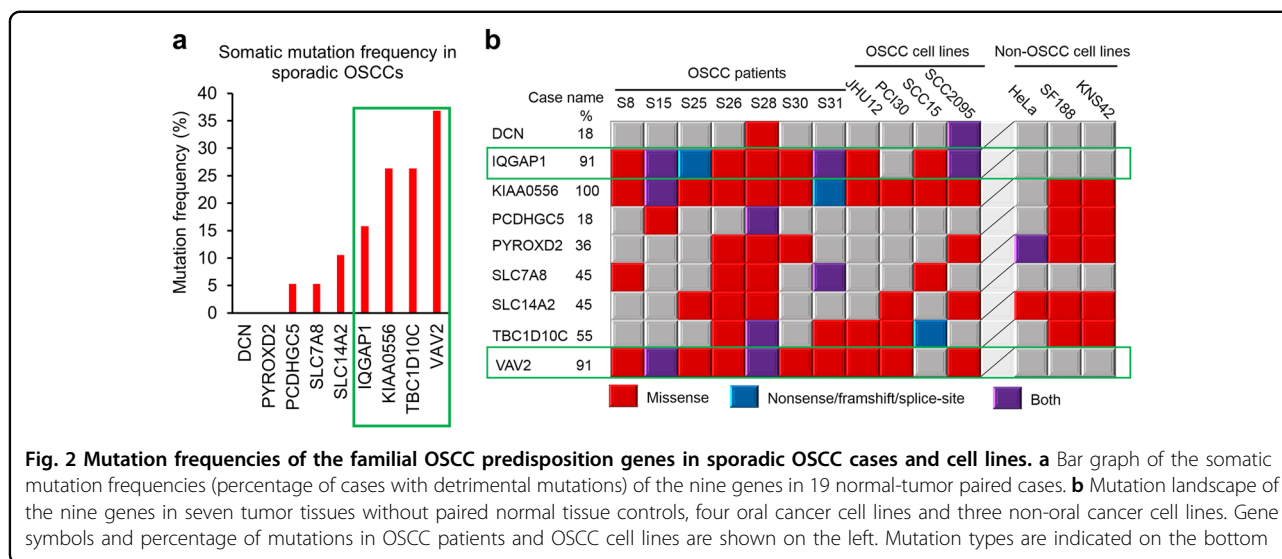 a
Somatic mutation frequency in
sporadic OSCCs
Mutation frequency (%)
40
35
30
25
20
15
10
5
0
DCN
PYROXD2
PCDHGC5
SLC7A8
SLC14A2
IQGAP1
KIAA0556
TBC1D10C
VAV2
b
OSCC patients
OSCC cell lines
Non-OSCC cell lines
Case name S8 S15 S25 S26 S28 S30 S31 JHU12 PCI30 SCC15 SCC2095 HeLa SF188 KNS42
%
DCN 18
IQGAP1 91
KIAA0556 100
PCDHGC5 18
PYROXD2 36
SLC7A8 45
SLC14A2 45
TBC1D10C 55
VAV2 91
Missense
Nonsense/framshift/splice-site
Both
Fig. 2 Mutation frequencies of the familial OSCC predisposition genes in sporadic OSCC cases and cell lines. a Bar graph of the somatic
mutation frequencies (percentage of cases with detrimental mutations) of the nine genes in 19 normal-tumor paired cases. b Mutation landscape of
the nine genes in seven tumor tissues without paired normal tissue controls, four oral cancer cell lines and three non-oral cancer cell lines. Gene
symbols and percentage of mutations in OSCC patients and OSCC cell lines are shown on the left. Mutation types are indicated on the bottom